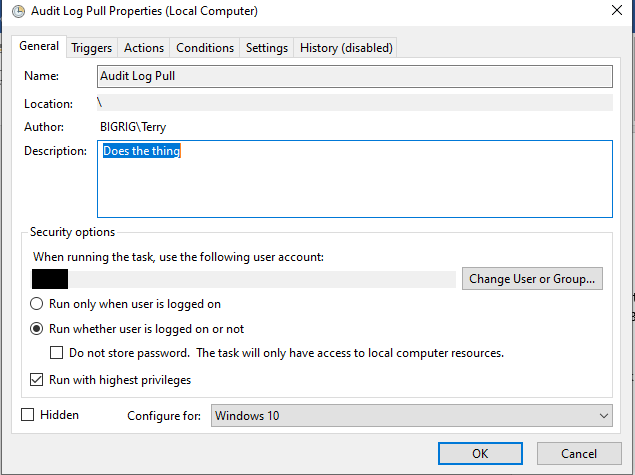 Audit Log Pull Properties (Local Computer)
General Triggers Actions Conditions Settings History (disabled)
Name: Audit Log Pull
Location: \
Author: BIGRIG\Terry
Description: Does the thing
Security options
When running the task, use the following user account:
Change User or Group...
Run only when user is logged on
Run whether user is logged on or not
Do not store password. The task will only have access to local computer resources.
Run with highest privileges
Hidden Configure for: Windows 10
OK Cancel